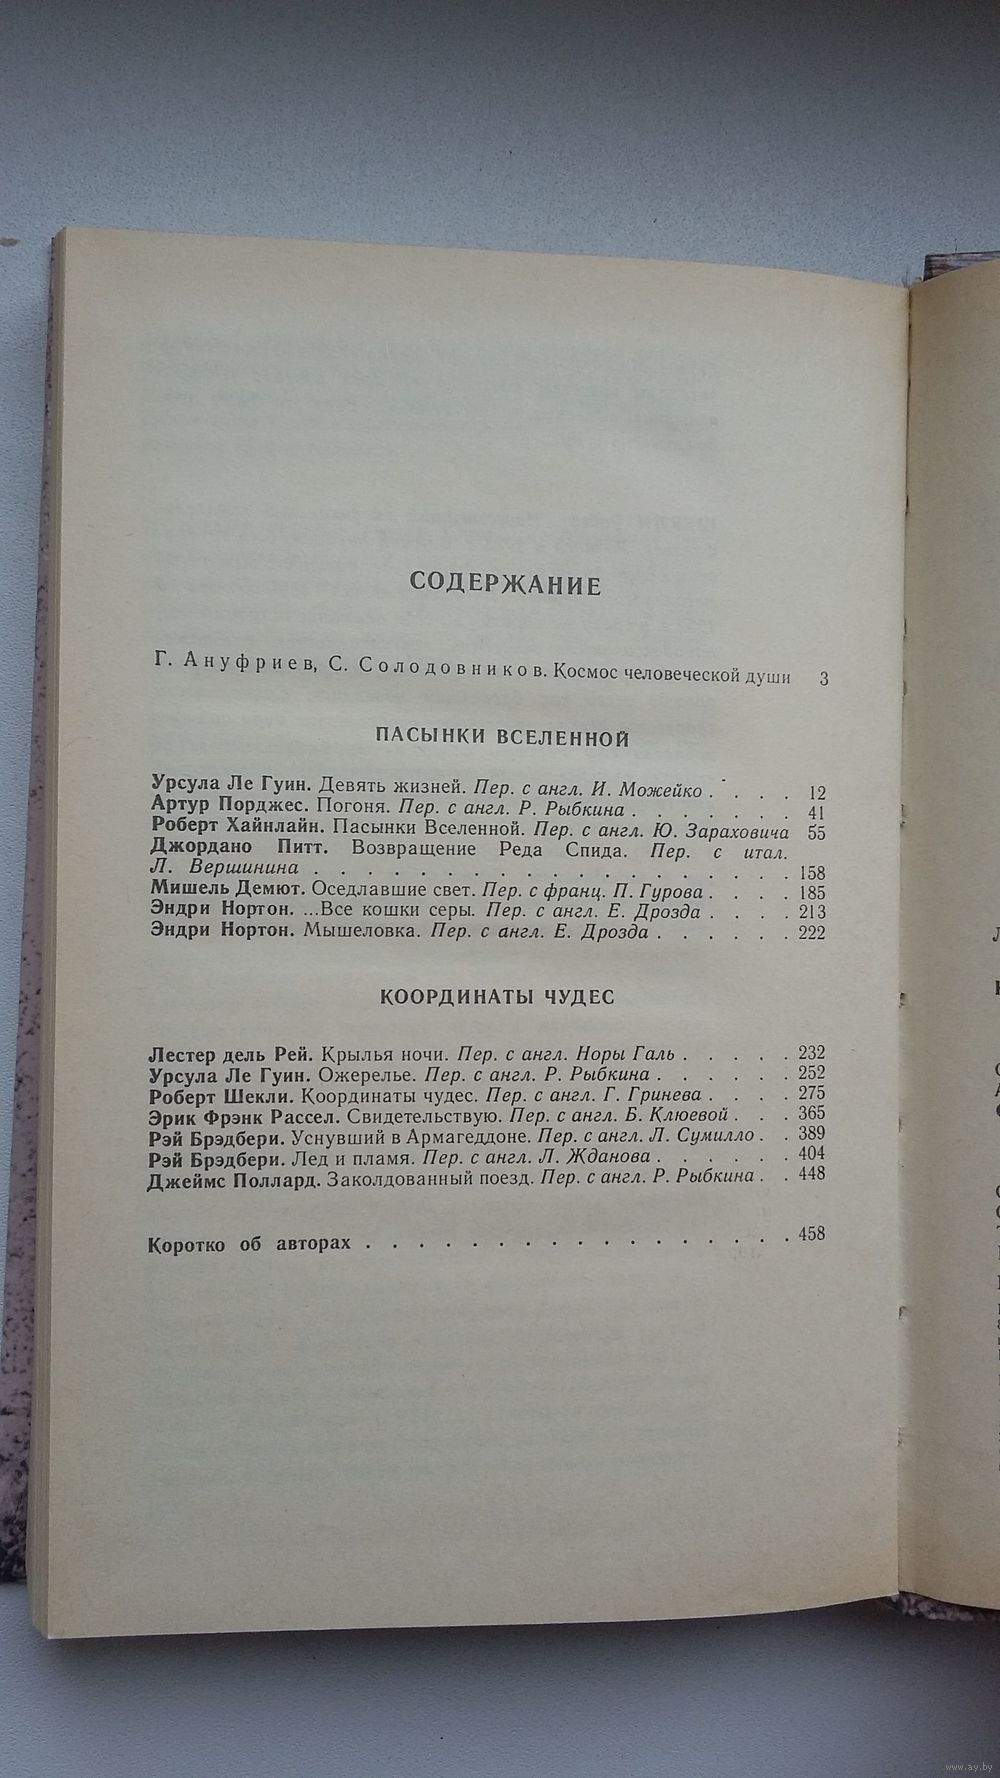 СОДЕРЖАНИЕ
Г. Ануфриев, С. Солодовников. Космос человеческой души 3
ПАСЫНКИ ВСЕЛЕННОЙ
Урсула Ле Гуин. Девять жизней. Пер. с англ. И. Можейко . . . . 12
Артур Порджес. Погоня. Пер. с англ. Р. Рыбкина . . . . . . . 41
Роберт Хайнлайн. Пасынки Вселенной. Пер. с англ. Ю. Зараховича 55
Джордано Питт. Возвращение Реда Спида. Пер. с итал.
Л. Вершинина . . . . . . . . . . . . . . . . . . 158
Мишель Демют. Оседлавшие свет. Пер. с франц. П. Гурова . . . . 185
Эндри Нортон. ...Все кошки серы. Пер. с англ. Е. Дрозда . . . . 213
Эндри Нортон. Мышеловка. Пер. с англ. Е. Дрозда . . . . . . 222
КООРДИНАТЫ ЧУДЕС
Лестер дель Рей. Крылья ночи. Пер. с англ. Норы Галь . . . . . 232
Урсула Ле Гуин. Ожерелье. Пер. с англ. Р. Рыбкина . . . . . . 252
Роберт Шекли. Координаты чудес. Пер. с англ. Г. Гринева . . . . 275
Эрик Фрэнк Рассел. Свидетельствую. Пер. с англ. Б. Клюевой . . . 365
Рэй Брэдбери. Уснувший в Армагеддоне. Пер. с англ. Л. Сумилло . . 389
Рэй Брэдбери. Лед и пламя. Пер. с англ. Л. Жданова . . . . . . 404
Джеймс Поллард. Заколдованный поезд. Пер. с англ. Р. Рыбкина . . 448
Коротко об авторах . . . . . . . . . . . . . . . . . 458
www.ay.by